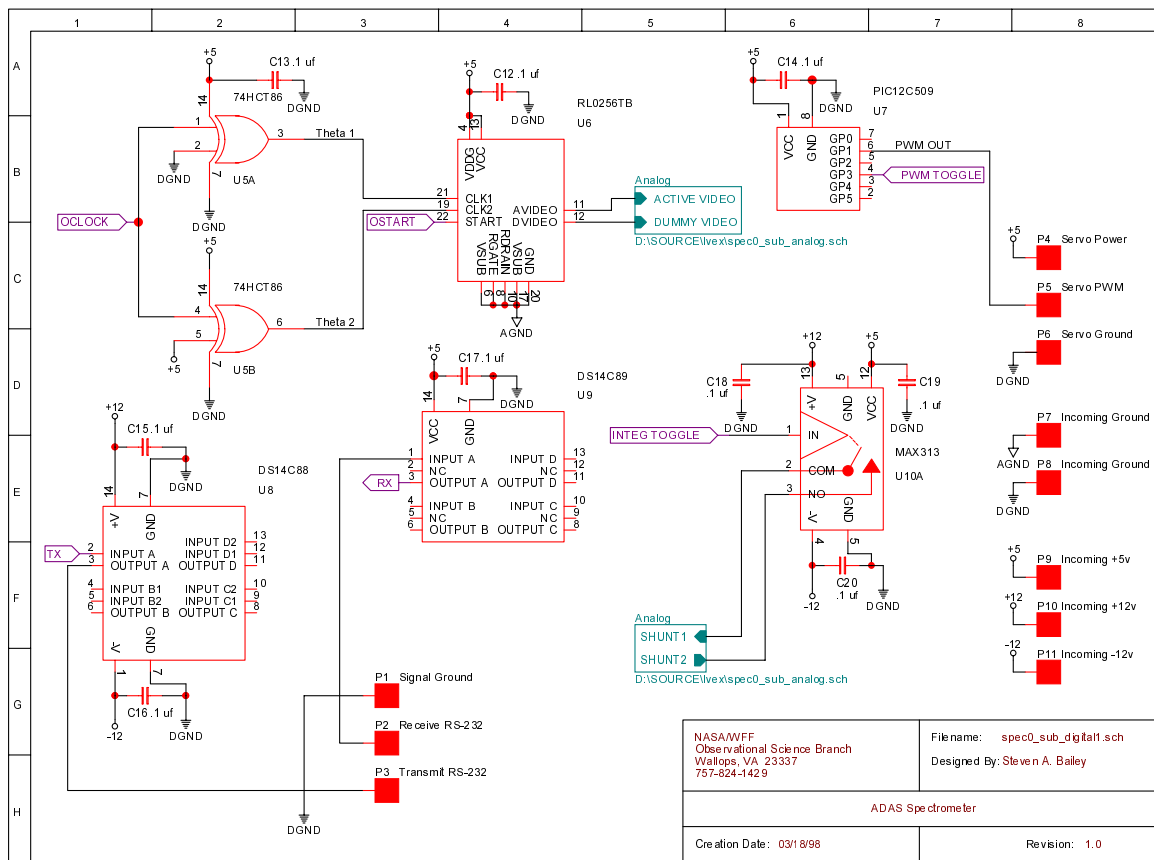 1 2 3 4 5 6 7 8
A
B
C
D
E
F
G
H
+5
C13 .1 uf
DGND
74HCT86
14
1
2
3
7
DGND
U5A
DGND
Theta 1
OCLOCK
+5
74HCT86
14
4
5
6
7
+5
U5B
DGND
Theta 2
+5
C12 .1 uf
DGND
RL0256TB
U6
4
13
VDDG
VCC
21
CLK1
19
CLK2
22
START
OSTART
AVIDEO
11
DVIDEO
12
VSUB
RGATE
RDRAIN
VSUB
GND
6
8
10
17
20
AGND
Analog
ACTIVE VIDEO
DUMMY VIDEO
D:\SOURCE\Ivex\spec0_sub_analog.sch
+5
C14 .1 uf
DGND
PIC12C509
U7
1
8
VCC
GND
GP0
7
GP1
6
GP2
5
GP3
4
GP4
3
GP5
2
PWM OUT
PWM TOGGLE
+5
P4
Servo Power
P5
Servo PWM
P6
Servo Ground
DGND
P7
Incoming Ground
AGND
P8
Incoming Ground
DGND
+5
P9
Incoming +5v
+12
P10
Incoming +12v
-12
P11
Incoming -12v
+5
C17 .1 uf
DGND
DS14C89
U9
14
7
VCC
GND
1
INPUT A
2
NC
3
OUTPUT A
4
INPUT B
5
NC
6
OUTPUT B
INPUT D
13
NC
12
OUTPUT D
11
INPUT C
10
NC
9
OUTPUT C
8
RX
+12
C15 .1 uf
DGND
DS14C88
U8
14
7
+V
GND
TX
2
INPUT A
3
OUTPUT A
4
INPUT B1
5
INPUT B2
6
OUTPUT B
INPUT D2
13
INPUT D1
12
OUTPUT D
11
INPUT C2
10
INPUT C1
9
OUTPUT C
8
-V
GND
1
7
C16 .1 uf
-12
DGND
+12
+5
C18
.1 uf
DGND
13
5
12
C19
.1 uf
DGND
+V
GND
VCC
INTEG TOGGLE
1
IN
2
COM
3
NO
MAX313
U10A
-V
GND
4
5
C20
.1 uf
-12
DGND
Analog
SHUNT1
SHUNT2
D:\SOURCE\Ivex\spec0_sub_analog.sch
P1
Signal Ground
P2
Receive RS-232
P3
Transmit RS-232
DGND
NASA/WFF
Observational Science Branch
Wallops, VA 23337
757-824-1429
Filename: spec0_sub_digital1.sch
Designed By: Steven A. Bailey
ADAS Spectrometer
Creation Date: 03/18/98
Revision: 1.0